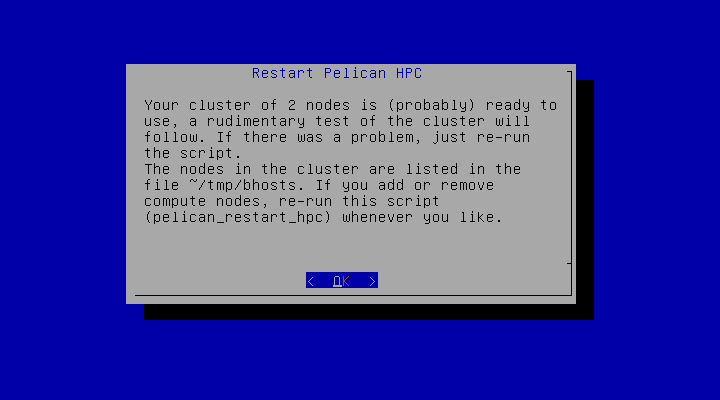 Restart Pelican HPC
Your cluster of 2 nodes is (probably) ready to
use, a rudimentary test of the cluster will
follow. If there was a problem, just re-run
the script.
The nodes in the cluster are listed in the
file ~/tmp/bhosts. If you add or remove
compute nodes, re-run this script
(pelican_restart_hpc) whenever you like.
< OK >